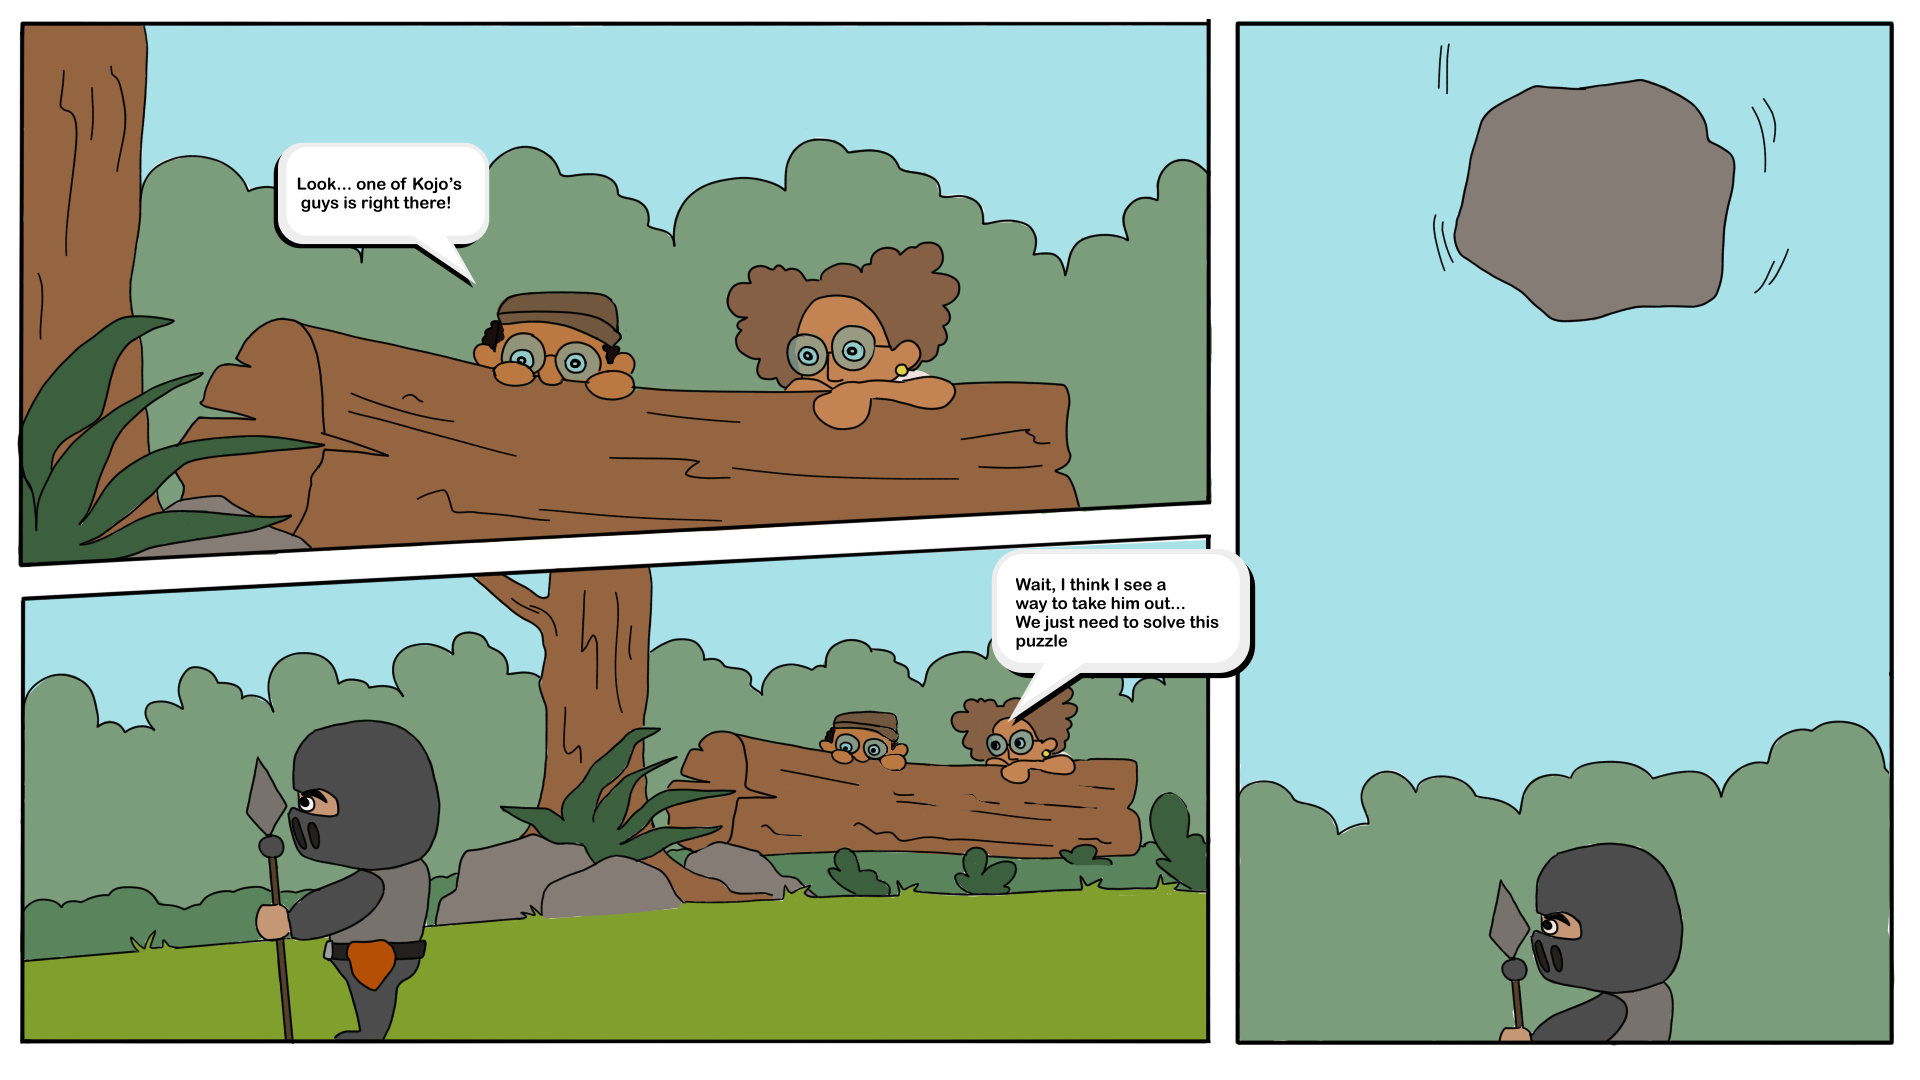 Look... one of Kojo's
guys is right there!
Wait, I think I see a
way to take him out...
We just need to solve this
puzzle